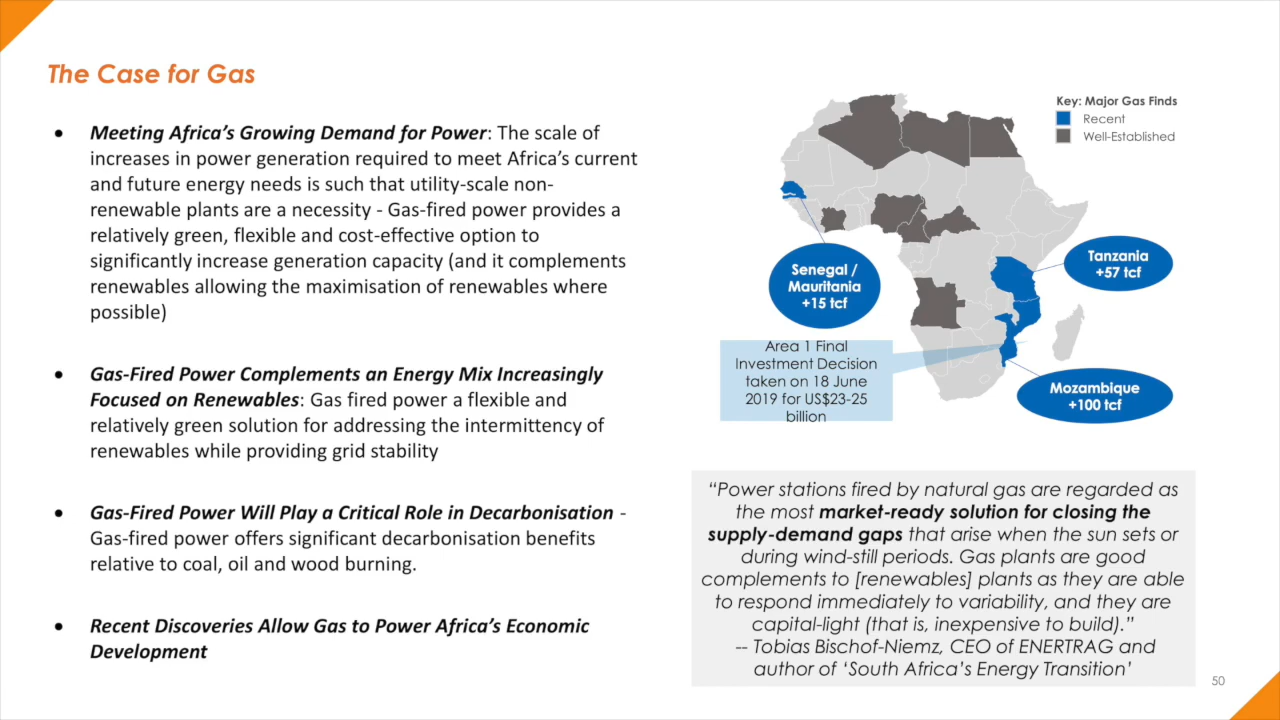 The Case for Gas
• Meeting Africa's Growing Demand for Power: The scale of
increases in power generation required to meet Africa's current
and future energy needs is such that utility-scale non-
renewable plants are a necessity - Gas-fired power provides a
relatively green, flexible and cost-effective option to
significantly increase generation capacity (and it complements
renewables allowing the maximisation of renewables where
possible)
• Gas-Fired Power Complements an Energy Mix Increasingly
Focused on Renewables: Gas fired power a flexible and
relatively green solution for addressing the intermittency of
renewables while providing grid stability
• Gas-Fired Power Will Play a Critical Role in Decarbonisation -
Gas-fired power offers significant decarbonisation benefits
relative to coal, oil and wood burning.
• Recent Discoveries Allow Gas to Power Africa's Economic
Development
Key: Major Gas Finds
Recent
Well-Established
Senegal /
Mauritania
+15 tcf
Tanzania
+57 tcf
Area 1 Final
Investment Decision
taken on 18 June
2019 for US$23-25
billion
Mozambique
+100 tcf
“Power stations fired by natural gas are regarded as
the most market-ready solution for closing the
supply-demand gaps that arise when the sun sets or
during wind-still periods. Gas plants are good
complements to [renewables] plants as they are able
to respond immediately to variability, and they are
capital-light (that is, inexpensive to build).”
-- Tobias Bischof-Niemz, CEO of ENERTRAG and
author of ‘South Africa’s Energy Transition’
50